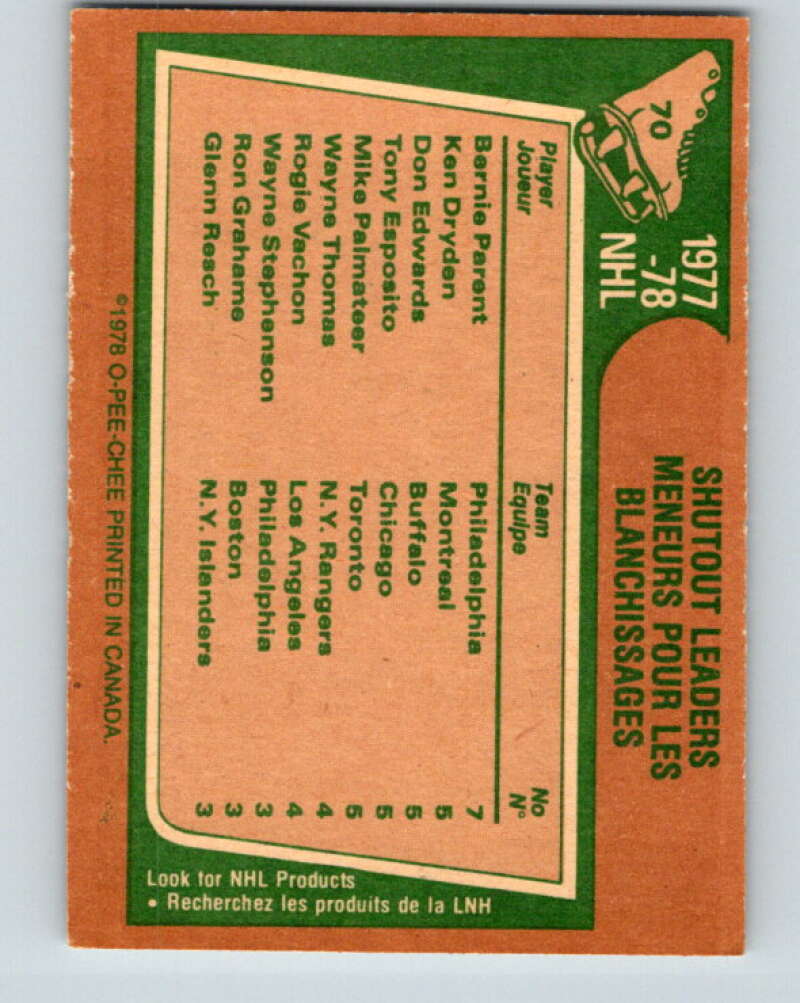 70
1977
-78
NHL
SHUTOUT LEADERS
MENEURS POUR LES
BLANCHISSAGES
Player Team No
Joueur Equipe N°
Bernie Parent Philadelphia 7
Ken Dryden Montreal 5
Don Edwards Buffalo 5
Tony Esposito Chicago 5
Mike Palmateer Toronto 5
Wayne Thomas N.Y. Rangers 4
Rogie Vachon Los Angeles 4
Wayne Stephenson Philadelphia 3
Ron Grahame Boston 3
Glenn Resch N.Y. Islanders 3
©1978 O-PEE-CHEE PRINTED IN CANADA.
Look for NHL Products
• Recherchez les produits de la LNH